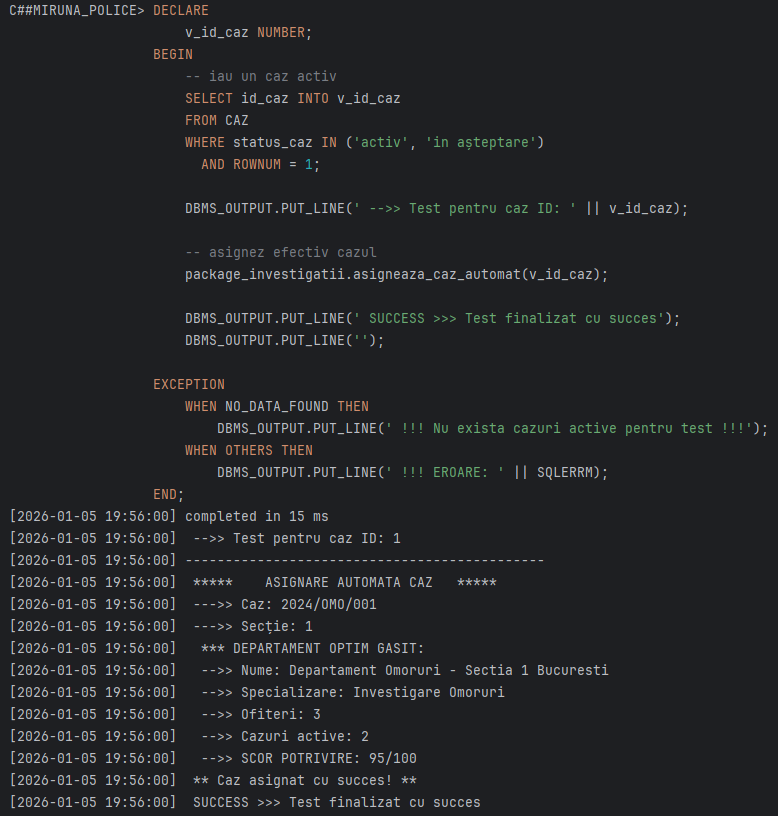 C##MIRUNA_POLICE> DECLARE
                      v_id_caz NUMBER;
                  BEGIN
                      -- iau un caz activ
                      SELECT id_caz INTO v_id_caz
                      FROM CAZ
                      WHERE status_caz IN ('activ', 'in așteptare')
                        AND ROWNUM = 1;

                      DBMS_OUTPUT.PUT_LINE(' -->> Test pentru caz ID: ' || v_id_caz);

                      -- asignez efectiv cazul
                      package_investigatii.asigneaza_caz_automat(v_id_caz);

                      DBMS_OUTPUT.PUT_LINE(' SUCCESS >>> Test finalizat cu succes');
                      DBMS_OUTPUT.PUT_LINE('');

                  EXCEPTION
                      WHEN NO_DATA_FOUND THEN
                          DBMS_OUTPUT.PUT_LINE(' !!! Nu exista cazuri active pentru test !!!');
                      WHEN OTHERS THEN
                          DBMS_OUTPUT.PUT_LINE(' !!! EROARE: ' || SQLERRM);
                  END;
[2026-01-05 19:56:00] completed in 15 ms
[2026-01-05 19:56:00]  -->> Test pentru caz ID: 1
[2026-01-05 19:56:00] ---------------------------------------------
[2026-01-05 19:56:00]  *****    ASIGNARE AUTOMATA CAZ   *****
[2026-01-05 19:56:00]  --->> Caz: 2024/OMO/001
[2026-01-05 19:56:00]  --->> Secție: 1
[2026-01-05 19:56:00]   *** DEPARTAMENT OPTIM GASIT:
[2026-01-05 19:56:00]   -->> Nume: Departament Omoruri - Sectia 1 Bucuresti
[2026-01-05 19:56:00]   -->> Specializare: Investigare Omoruri
[2026-01-05 19:56:00]   -->> Ofiteri: 3
[2026-01-05 19:56:00]   -->> Cazuri active: 2
[2026-01-05 19:56:00]   -->> SCOR POTRIVIRE: 95/100
[2026-01-05 19:56:00]  ** Caz asignat cu succes! **
[2026-01-05 19:56:00]  SUCCESS >>> Test finalizat cu succes